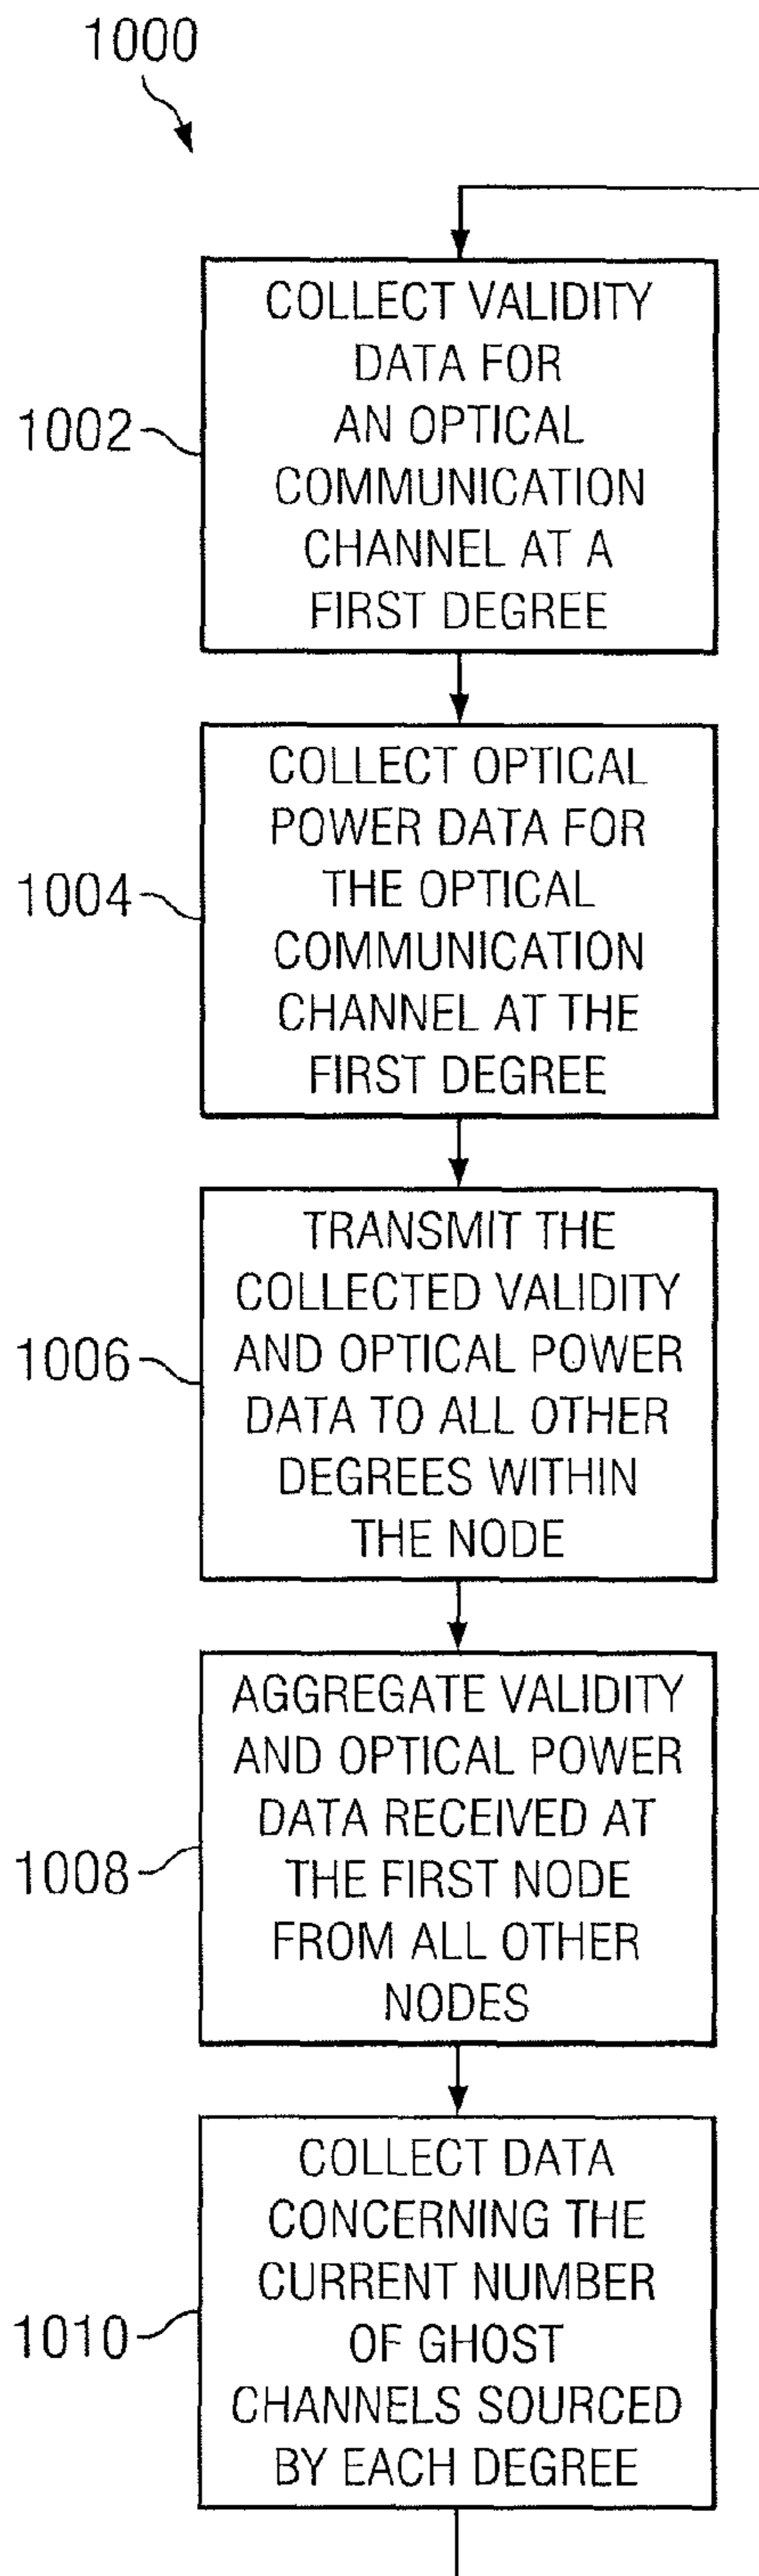 1000
COLLECT VALIDITY
DATA FOR
AN OPTICAL
COMMUNICATION
CHANNEL AT A
FIRST DEGREE
1002
COLLECT OPTICAL
POWER DATA FOR
THE OPTICAL
COMMUNICATION
CHANNEL AT THE
FIRST DEGREE
1004
TRANSMIT THE
COLLECTED VALIDITY
AND OPTICAL POWER
DATA TO ALL OTHER
DEGREES WITHIN
THE NODE
1006
AGGREGATE VALIDITY
AND OPTICAL POWER
DATA RECEIVED AT
THE FIRST NODE
FROM ALL OTHER
NODES
1008
COLLECT DATA
CONCERNING THE
CURRENT NUMBER
OF GHOST
CHANNELS SOURCED
BY EACH DEGREE
1010